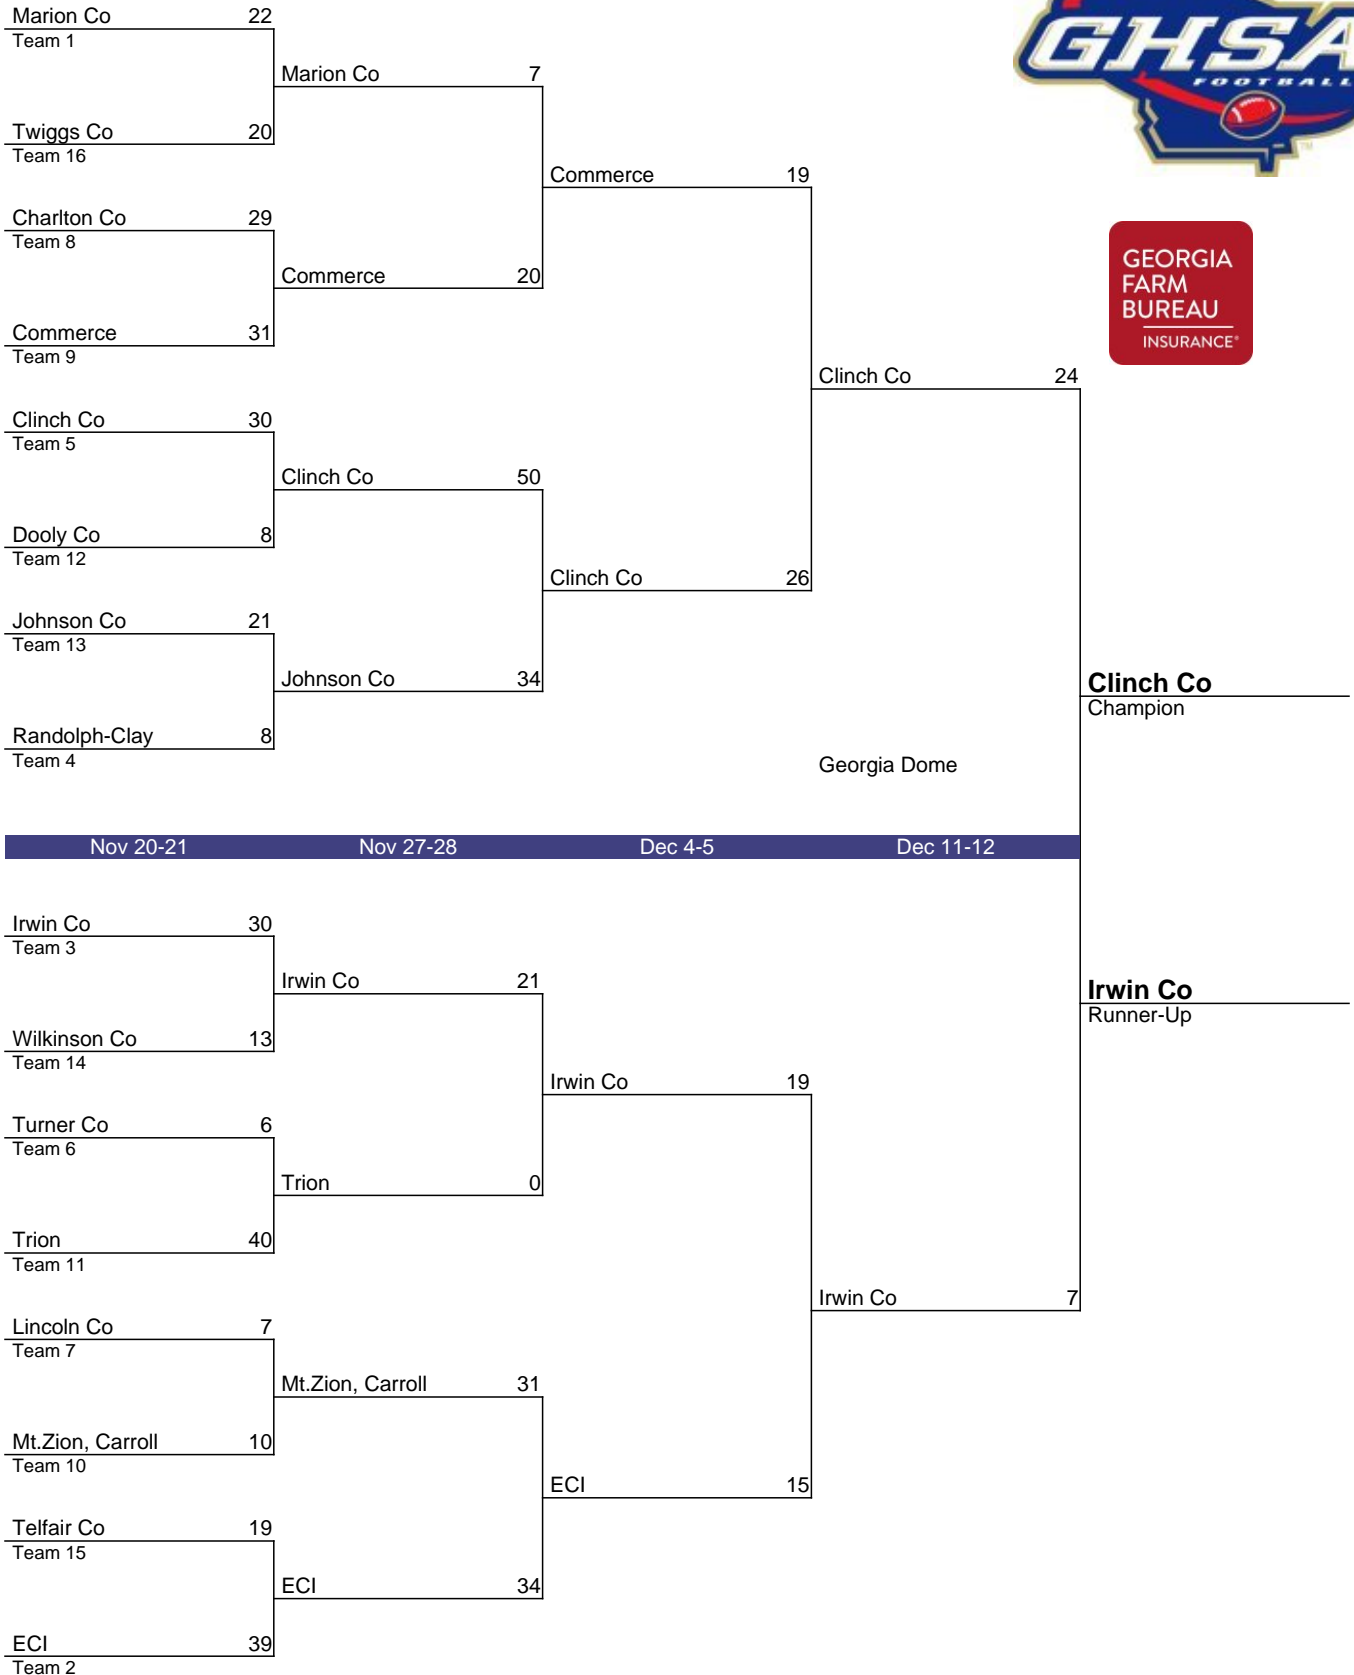 Marion Co 22
Team 1
Marion Co 7
Twiggs Co 20
Team 16
Commerce 19
Charlton Co 29
Team 8
Commerce 20
Commerce 31
Team 9
Clinch Co 24
Clinch Co 30
Team 5
Clinch Co 50
Dooly Co 8
Team 12
Clinch Co 26
Johnson Co 21
Team 13
Johnson Co 34
Randolph-Clay 8
Team 4
GHSA
FOOTBALL
TM
GEORGIA
FARM
BUREAU
INSURANCE®
Clinch Co
Champion
Georgia Dome
Nov 20-21 Nov 27-28 Dec 4-5 Dec 11-12
Irwin Co 30
Team 3
Irwin Co 21
Wilkinson Co 13
Team 14
Irwin Co 19
Turner Co 6
Team 6
Trion 0
Trion 40
Team 11
Irwin Co 7
Lincoln Co 7
Team 7
Mt.Zion, Carroll 31
Mt.Zion, Carroll 10
Team 10
ECI 15
Telfair Co 19
Team 15
ECI 34
ECI 39
Team 2
Irwin Co
Runner-Up